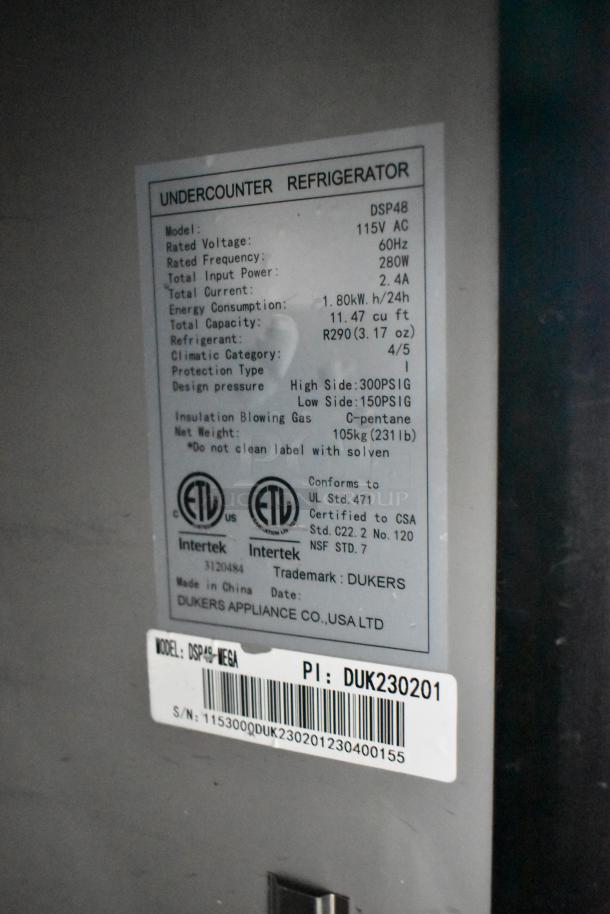 UNDERCOUNTER REFRIGERATOR
Model: DSP48
Rated Voltage: 115V AC
Rated Frequency: 60Hz
Total Input Power: 280W
Total Current: 2.4A
Energy Consumption: 1.80kW.h/24h
Total Capacity: 11.47 cu ft
Refrigerant: R290(3.17 oz)
Climatic Category: 4/5
Protection Type I
Design pressure High Side:300PSIG
Low Side:150PSIG
Insulation Blowing Gas C-pentane
Net Weight: 105kg(231lb)
*Do not clean label with solven
ETL ETL
C US
Intertek Intertek
3120484
Conforms to
UL Std. 471
Certified to CSA
Std. C22.2 No.120
NSF STD.7
Trademark : DUKERS
Made in China Date:
DUKERS APPLIANCE CO.,USA LTD
MODEL: DSP48-MEGA
PI: DUK230201
S/N: 1153000DUK230201230400155